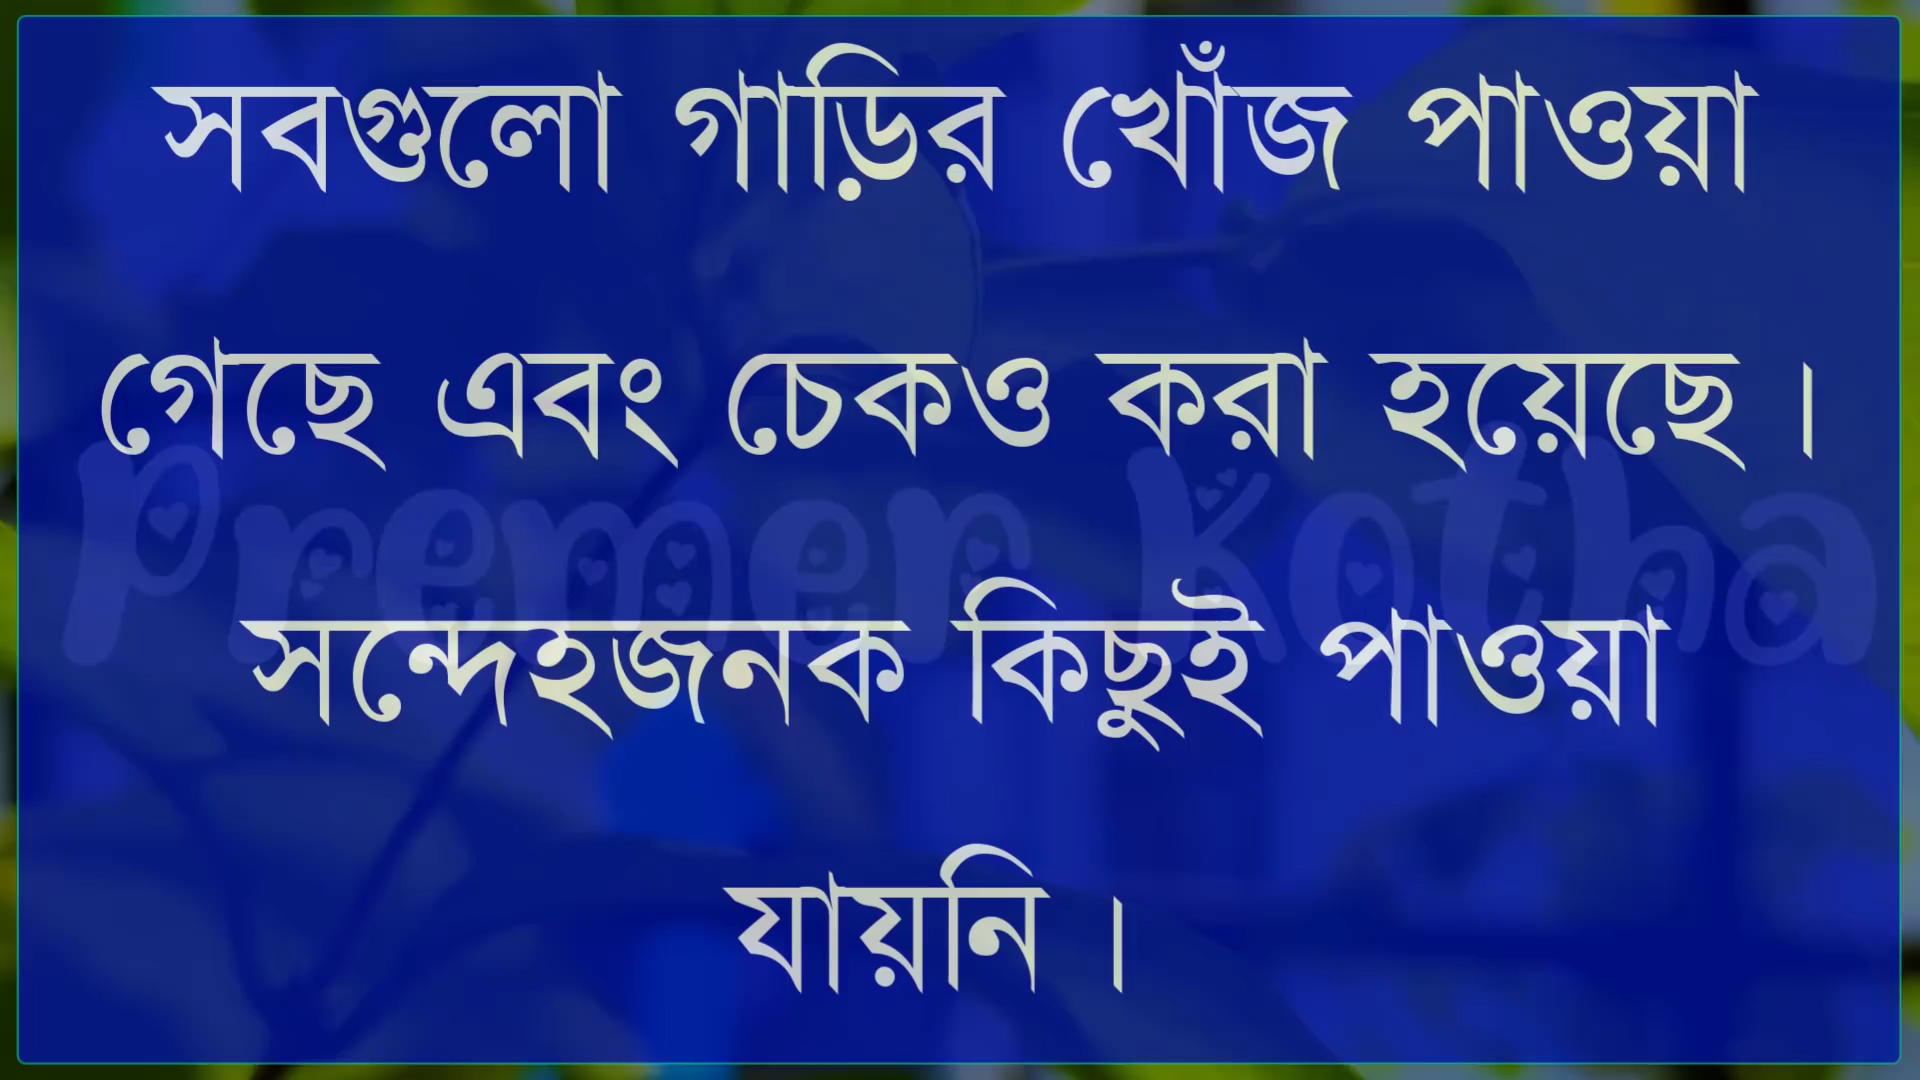 সবগুলো গাড়ির খোঁজ পাওয়া
গেছে এবং চেকও করা হয়েছে।
Premer Kotha
সন্দেহজনক কিছুই পাওয়া
যায়নি।